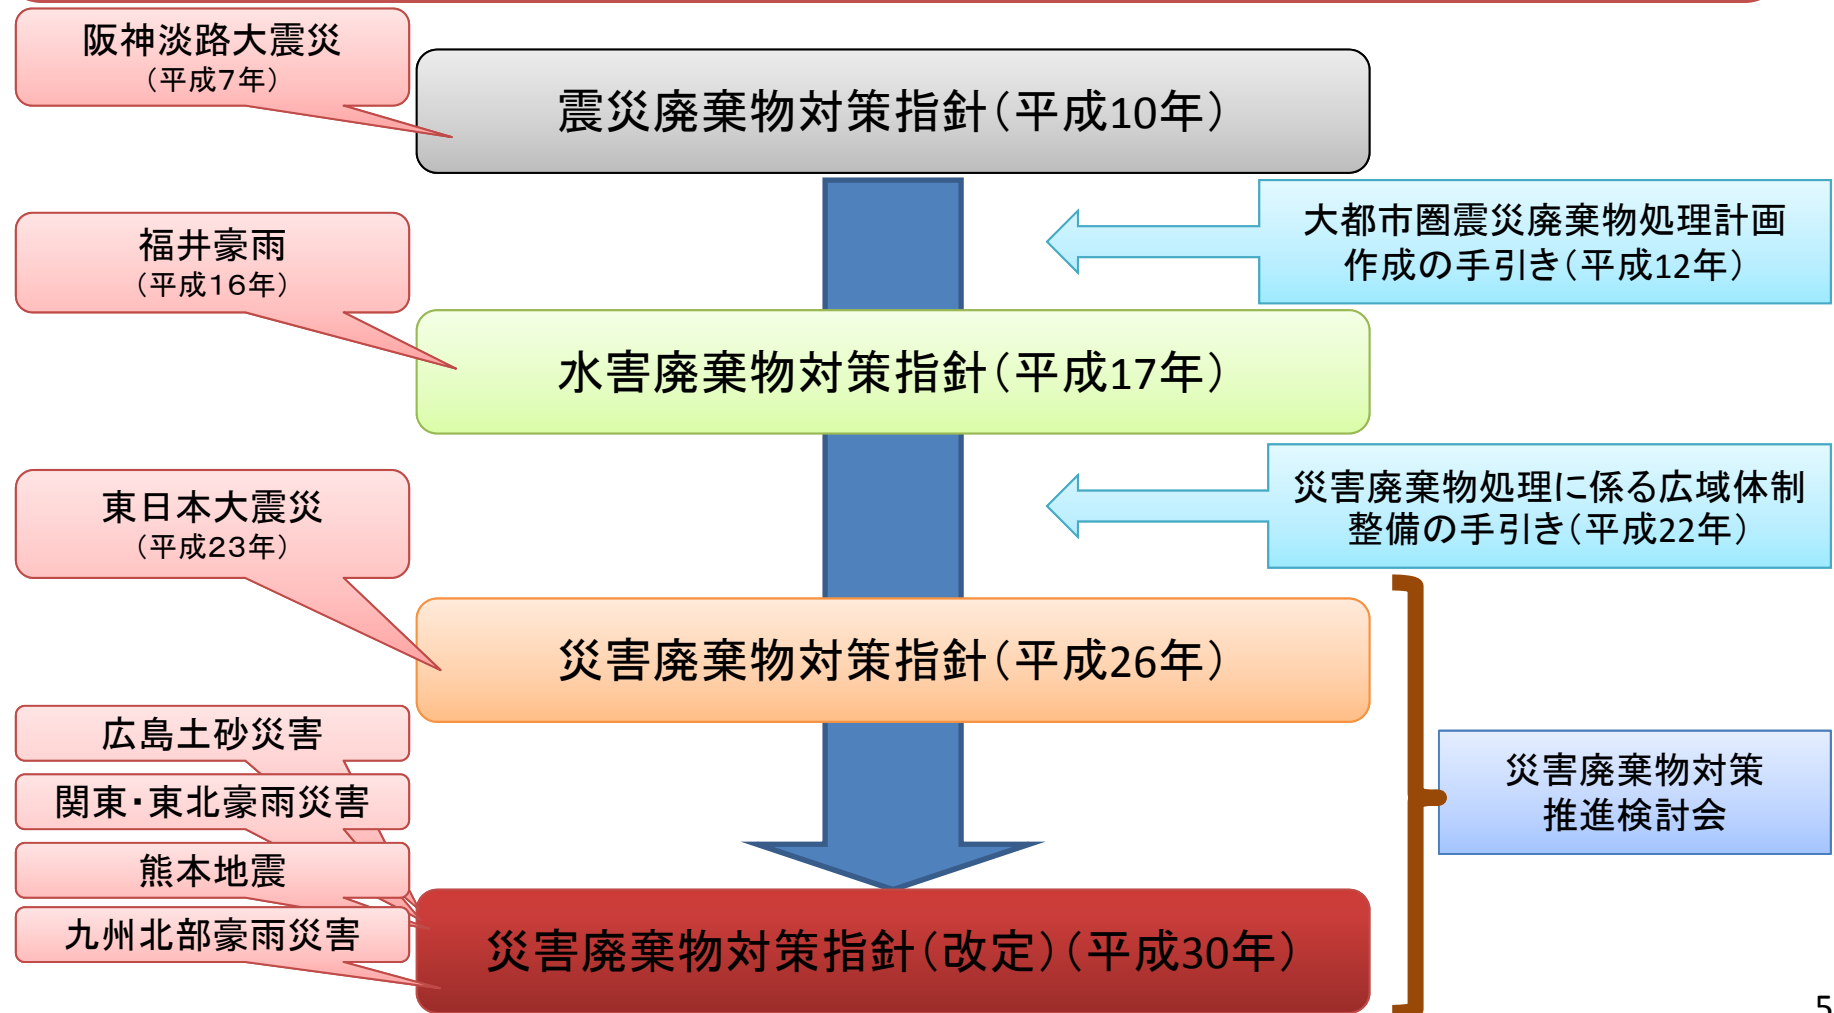 阪神淡路大震災
（平成7年）
震災廃棄物対策指針（平成10年）
大都市圏震災廃棄物処理計画
作成の手引き（平成12年）
福井豪雨
（平成16年）
水害廃棄物対策指針（平成17年）
災害廃棄物処理に係る広域体制
整備の手引き（平成22年）
東日本大震災
（平成23年）
災害廃棄物対策指針（平成26年）
広島土砂災害
関東・東北豪雨災害
熊本地震
九州北部豪雨災害
災害廃棄物対策
推進検討会
災害廃棄物対策指針（改定）（平成30年）
5